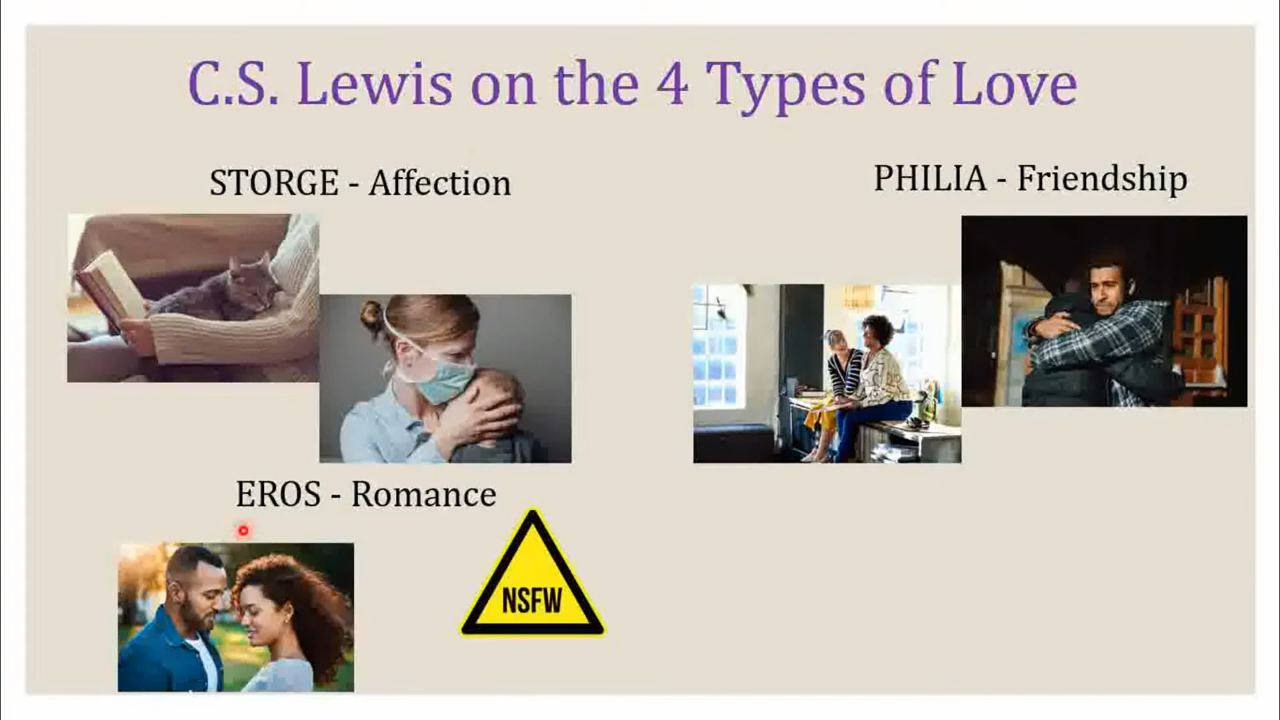 C.S. Lewis on the 4 Types of Love
STORGE - Affection
PHILIA - Friendship
EROS - Romance
NSFW